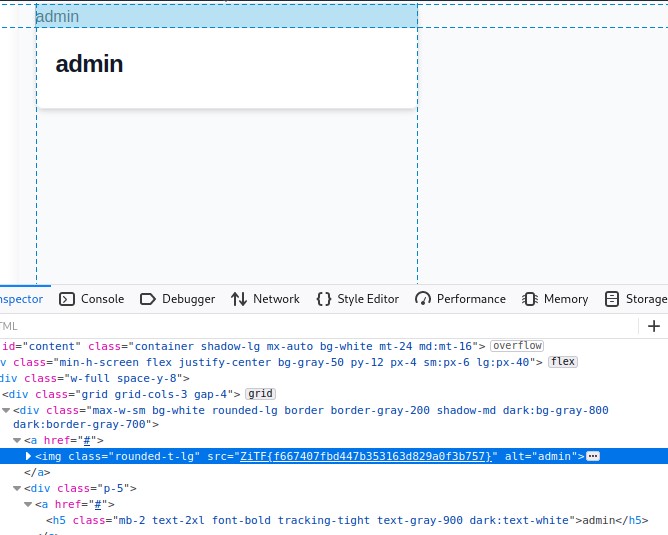 admin
admin
nspector Console Debugger Network Style Editor Performance Memory Storage
TML +
id="content" class="container shadow-lg mx-auto bg-white mt-24 md:mt-16"> overflow
v class="min-h-screen flex justify-center bg-gray-50 py-12 px-4 sm:px-6 lg:px-40"> flex
div class="w-full space-y-8">
<div class="grid grid-cols-3 gap-4"> grid
<div class="max-w-sm bg-white rounded-lg border border-gray-200 shadow-md dark:bg-gray-800
dark:border-gray-700">
<a href="#">
<img class="rounded-t-lg" src="ZiTF{f667407fbd447b353163d829a0f3b757}" alt="admin">
</a>
<div class="p-5">
<a href="#">
<h5 class="mb-2 text-2xl font-bold tracking-tight text-gray-900 dark:text-white">admin</h5>